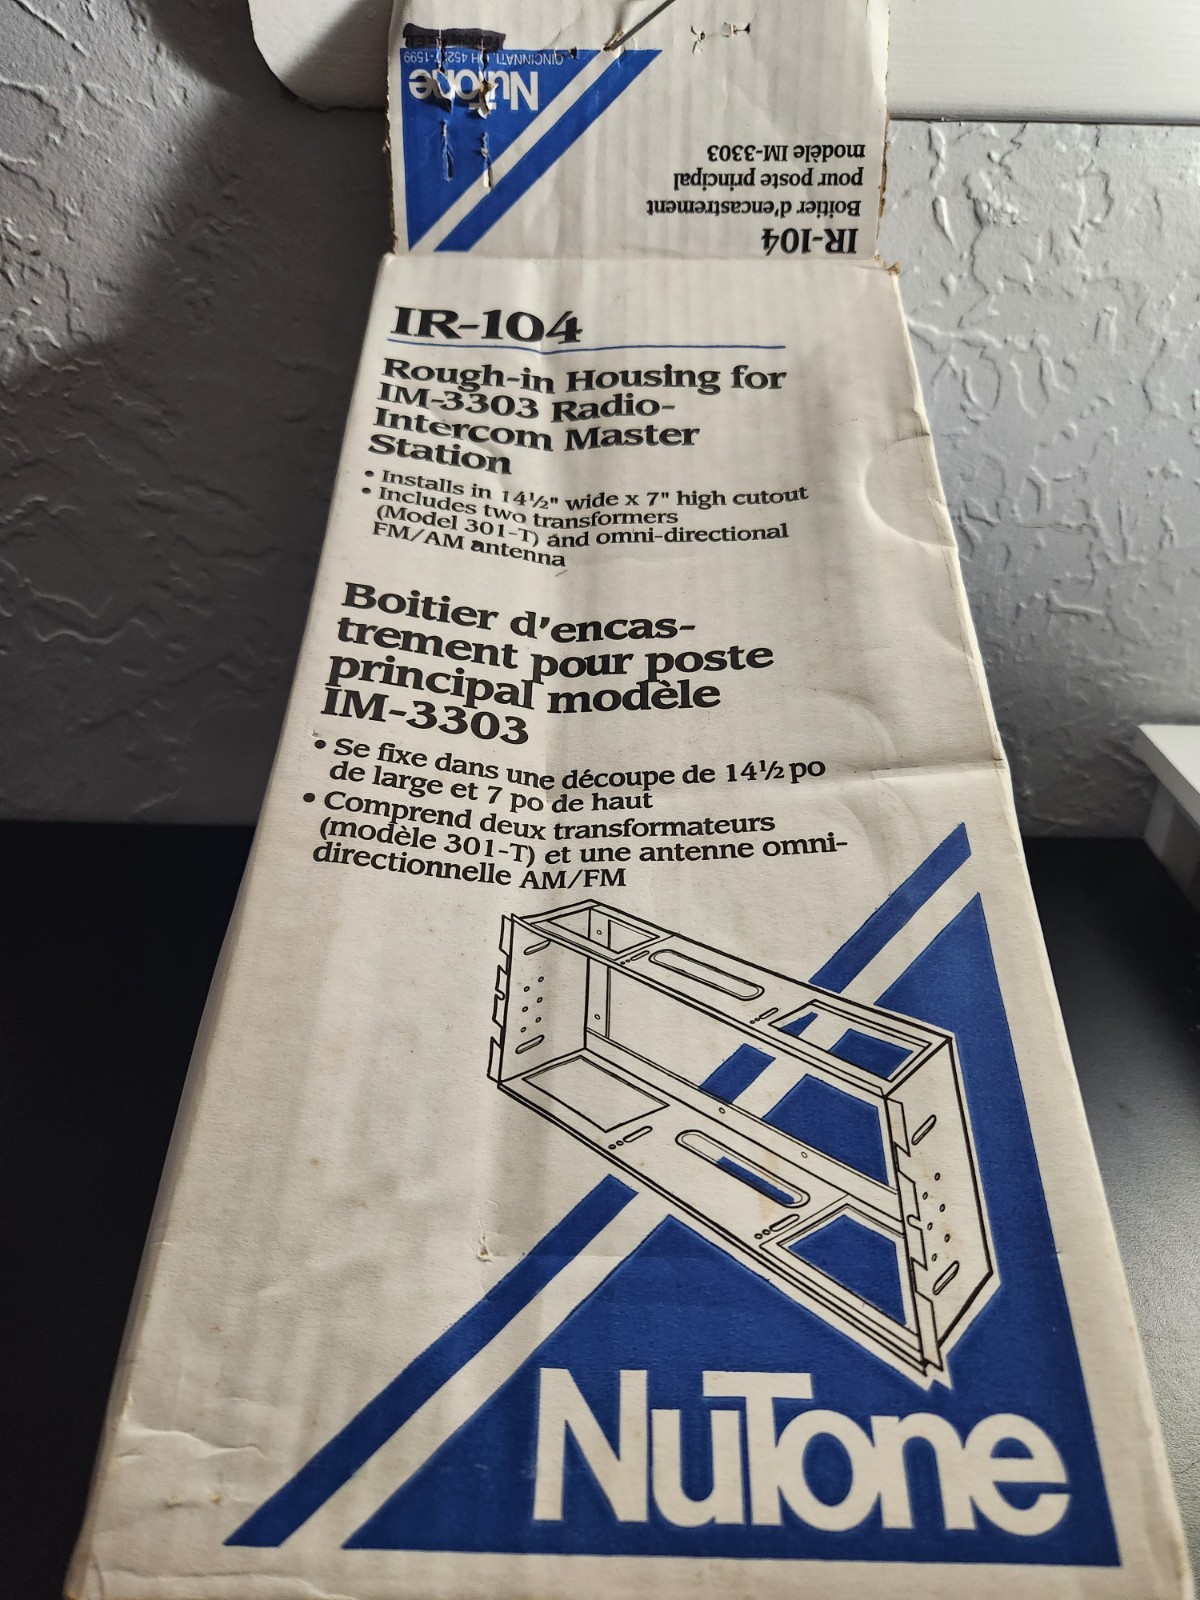 CINCINNATI, OH 45227-1599
NuTone
IR-104
Boitier d'encastrement
pour poste principal
modèle IM-3303
IR-104
Rough-in Housing for
IM-3303 Radio-
Intercom Master
Station
• Installs in 14½" wide x 7" high cutout
• Includes two transformers
(Model 301-T) and omni-directional
FM/AM antenna
Boitier d'encas-
trement pour poste
principal modèle
IM-3303
• Se fixe dans une découpe de 14½ po
de large et 7 po de haut
• Comprend deux transformateurs
(modèle 301-T) et une antenne omni-
directionnelle AM/FM
NuTone